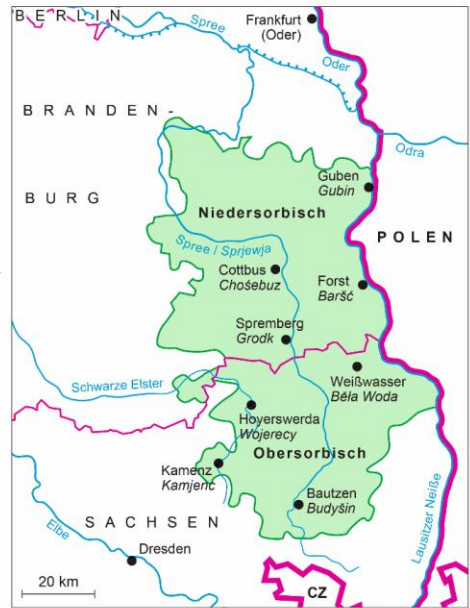 BERLIN
Spree
Frankfurt
(Oder)
Oder
BRANDEN-
Odra
Guben
Gubin
BURG
Niedersorbisch
POLEN
Spree / Sprjewja
Cottbus
Chośebuz
Forst
Baršć
Spremberg
Grodk
Schwarze Elster
Weißwasser
Běła Woda
Hoyerswerda
Wojerecy
Obersorbisch
Kamenz
Kamjenc
Bautzen
Budyšin
Lausitzer Neiße
SACHSEN
Elbe
Dresden
20 km
CZ